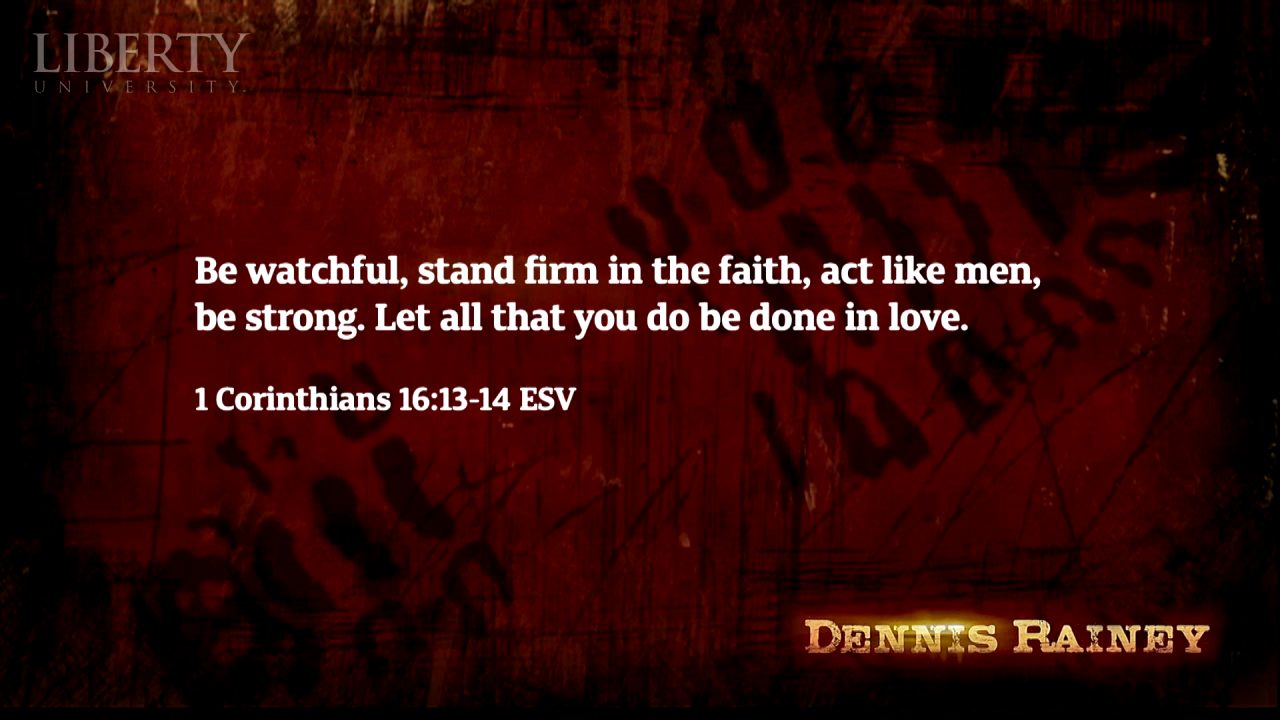 LIBERTY
UNIVERSITY.
Be watchful, stand firm in the faith, act like men,
be strong. Let all that you do be done in love.
1 Corinthians 16:13-14 ESV
DENNIS RAINEY